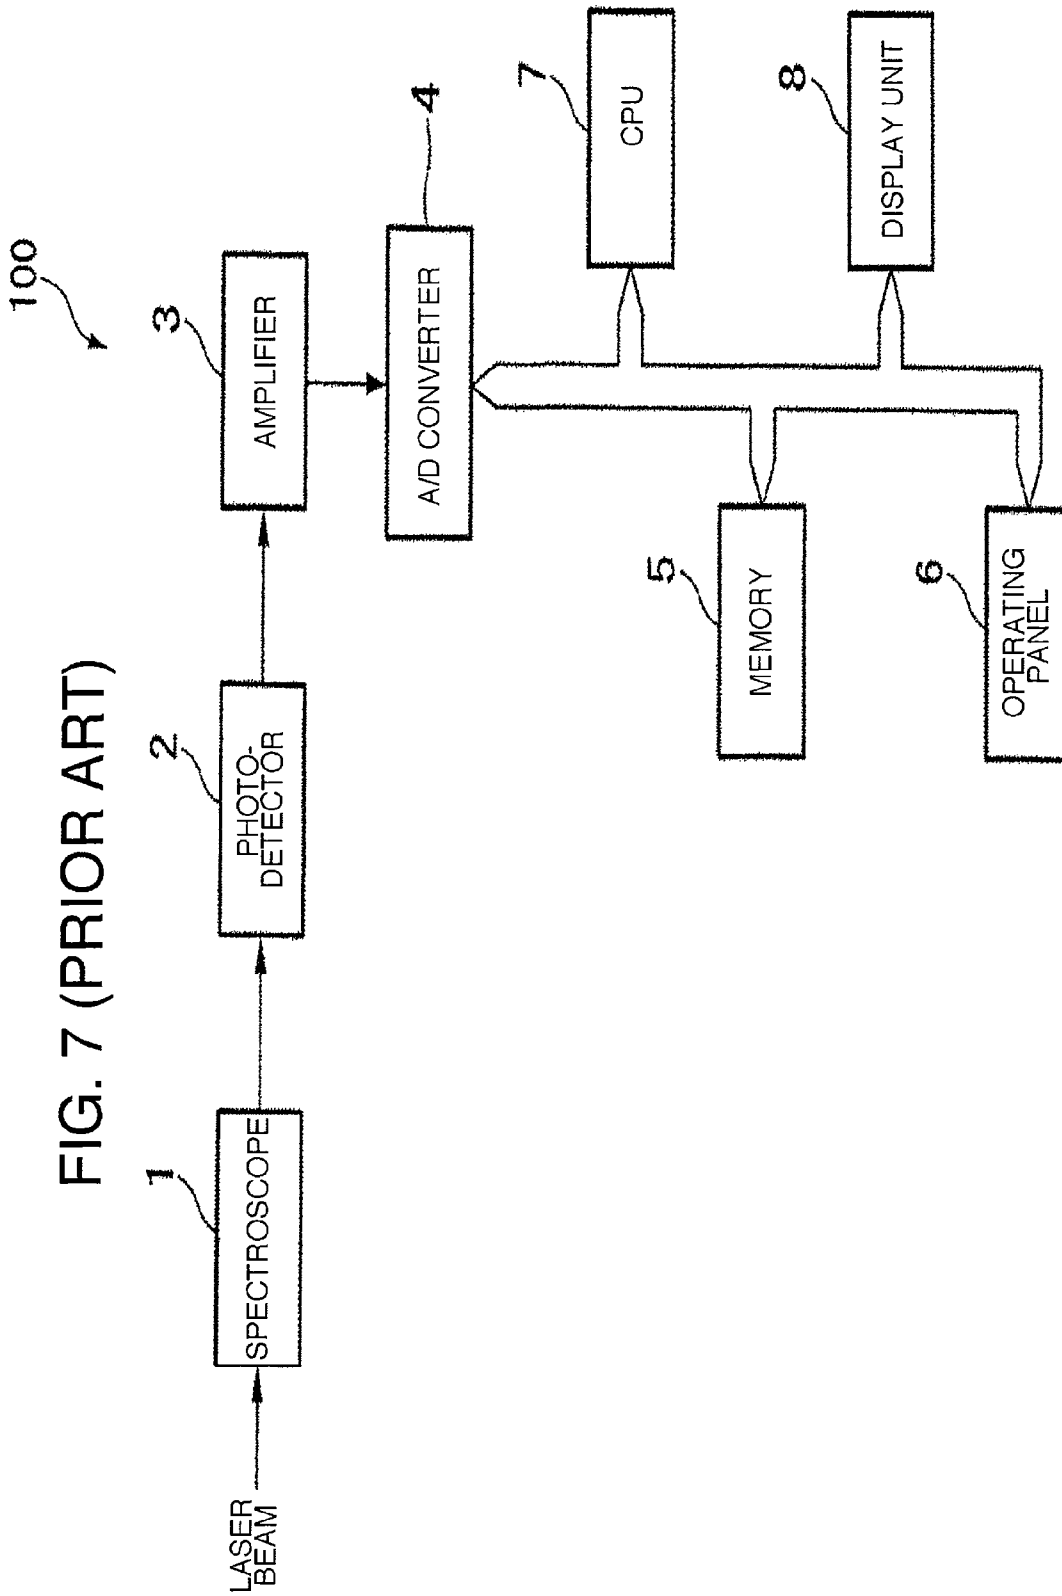 FIG. 7 (PRIOR ART)
100
LASER
BEAM
1
SPECTROSCOPE
2
PHOTO-
DETECTOR
3
AMPLIFIER
4
A/D CONVERTER
5
MEMORY
6
OPERATING
PANEL
7
CPU
8
DISPLAY UNIT